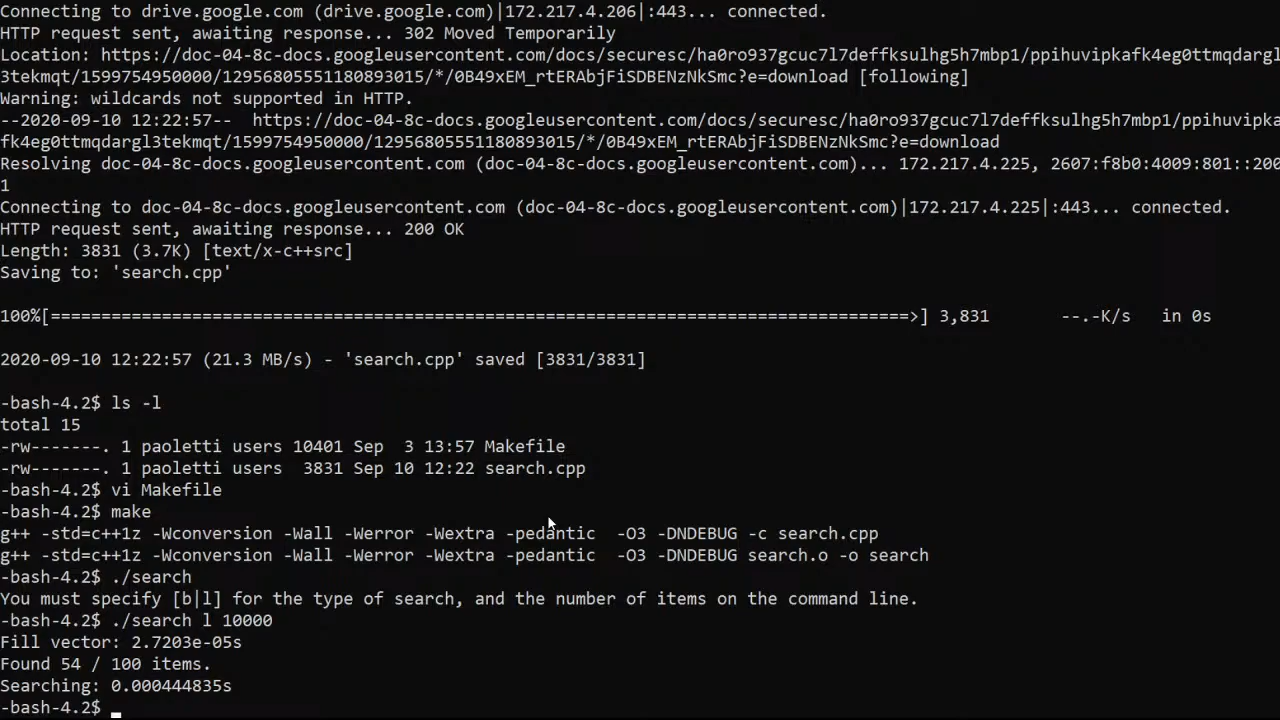 Connecting to drive.google.com (drive.google.com)|172.217.4.206|:443... connected.
HTTP request sent, awaiting response... 302 Moved Temporarily
Location: https://doc-04-8c-docs.googleusercontent.com/docs/securesc/ha0ro937gcuc7l7deffksulhg5h7mbp1/ppihuvipkafk4eg0ttmqdargl
3tekmqt/1599754950000/12956805551180893015/*/0B49xEM_rtERAbjFiSDBENzNkSmc?e=download [following]
Warning: wildcards not supported in HTTP.
--2020-09-10 12:22:57-- https://doc-04-8c-docs.googleusercontent.com/docs/securesc/ha0ro937gcuc7l7deffksulhg5h7mbp1/ppihuvipka
fk4eg0ttmqdargl3tekmqt/1599754950000/12956805551180893015/*/0B49xEM_rtERAbjFiSDBENzNkSmc?e=download
Resolving doc-04-8c-docs.googleusercontent.com (doc-04-8c-docs.googleusercontent.com)... 172.217.4.225, 2607:f8b0:4009:801::200
1
Connecting to doc-04-8c-docs.googleusercontent.com (doc-04-8c-docs.googleusercontent.com)|172.217.4.225|:443... connected.
HTTP request sent, awaiting response... 200 OK
Length: 3831 (3.7K) [text/x-c++src]
Saving to: 'search.cpp'
100%[=====================================================================================>] 3,831 --.-K/s in 0s
2020-09-10 12:22:57 (21.3 MB/s) - 'search.cpp' saved [3831/3831]
-bash-4.2$ ls -l
total 15
-rw-------. 1 paoletti users 10401 Sep 3 13:57 Makefile
-rw-------. 1 paoletti users 3831 Sep 10 12:22 search.cpp
-bash-4.2$ vi Makefile
-bash-4.2$ make
g++ -std=c++1z -Wconversion -Wall -Werror -Wextra -pedantic -O3 -DNDEBUG -c search.cpp
g++ -std=c++1z -Wconversion -Wall -Werror -Wextra -pedantic -O3 -DNDEBUG search.o -o search
-bash-4.2$ ./search
You must specify [b|l] for the type of search, and the number of items on the command line.
-bash-4.2$ ./search l 10000
Fill vector: 2.7203e-05s
Found 54 / 100 items.
Searching: 0.000444835s
-bash-4.2$